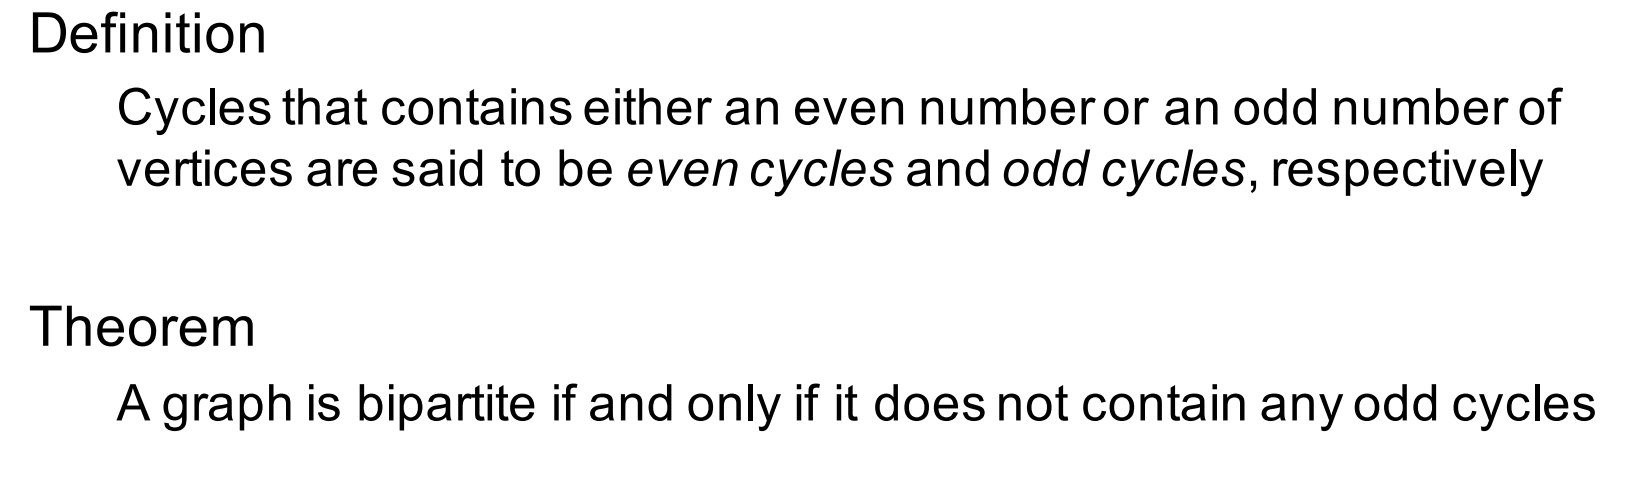 Definition
Cycles that contains either an even number or an odd number of
vertices are said to be even cycles and odd cycles, respectively
Theorem
A graph is bipartite if and only if it does not contain any odd cycles